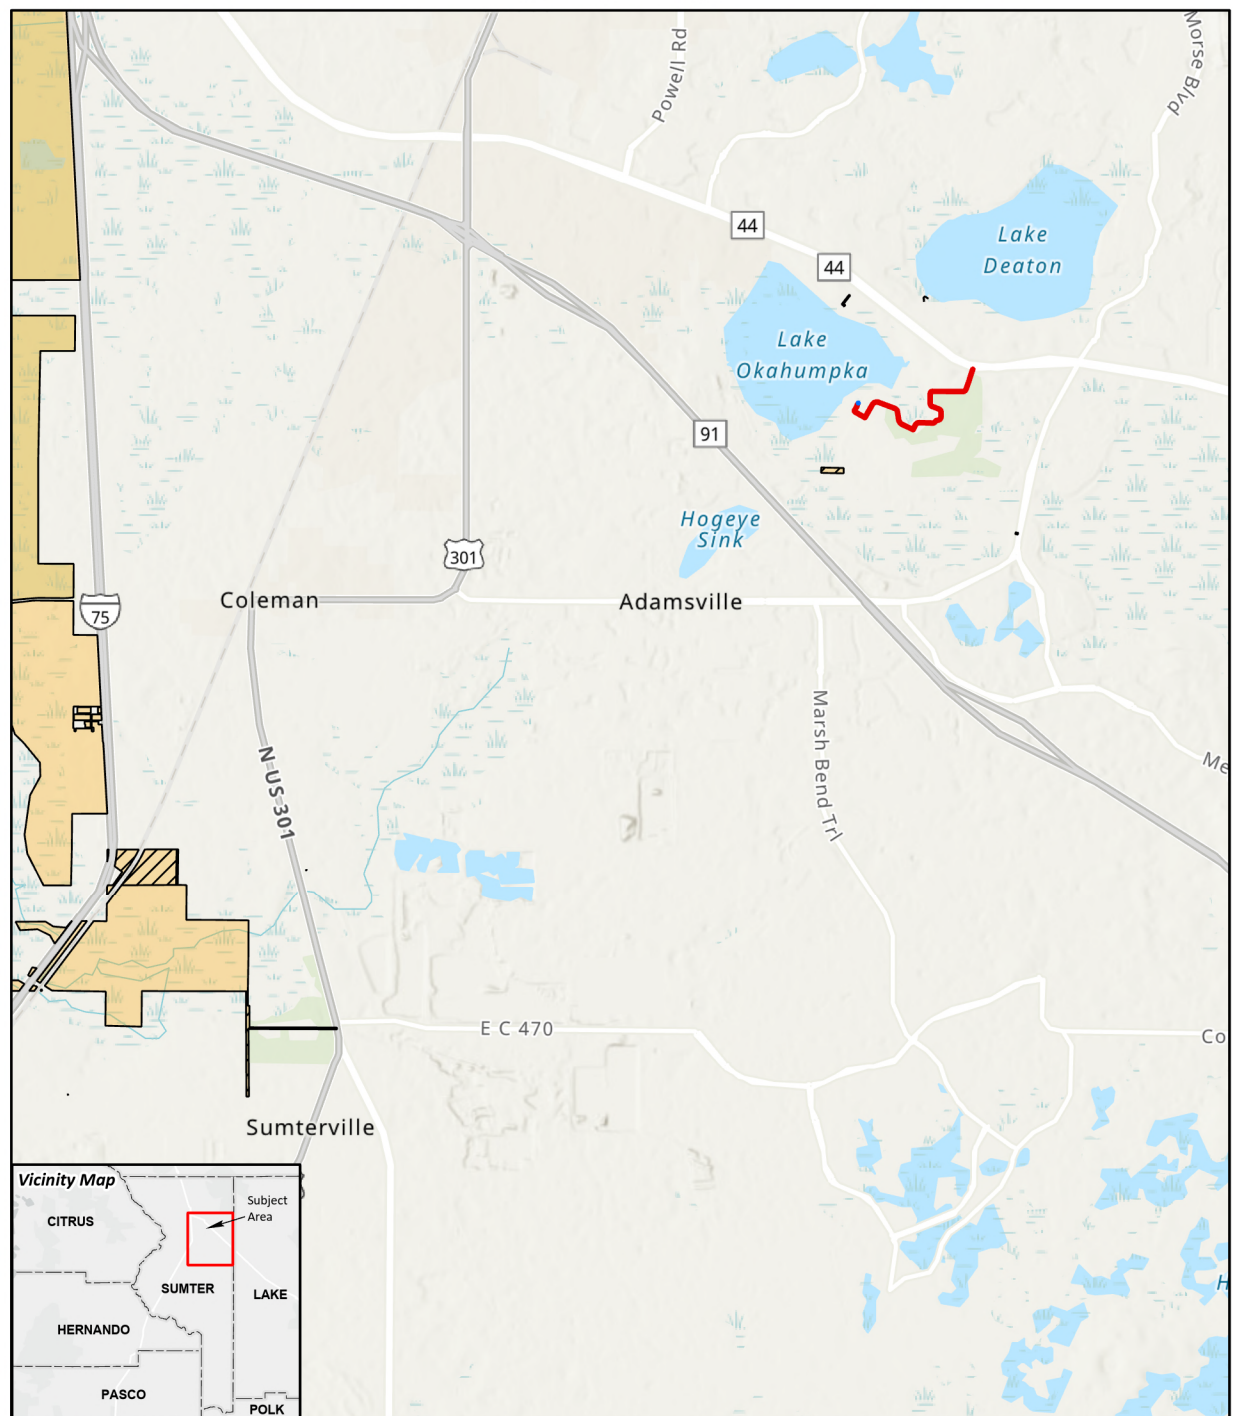 Powell Rd
Morse Blvd
44
Lake
Deaton
44
Lake
Okahumpka
91
Hogeye
Sink
301
Coleman
Adamsville
75
Marsh Bend Trl
N US 301
Me
E C 470
Co
Sumterville
Vicinity Map
Subject
Area
CITRUS
SUMTER
LAKE
HERNANDO
PASCO
POLK
H